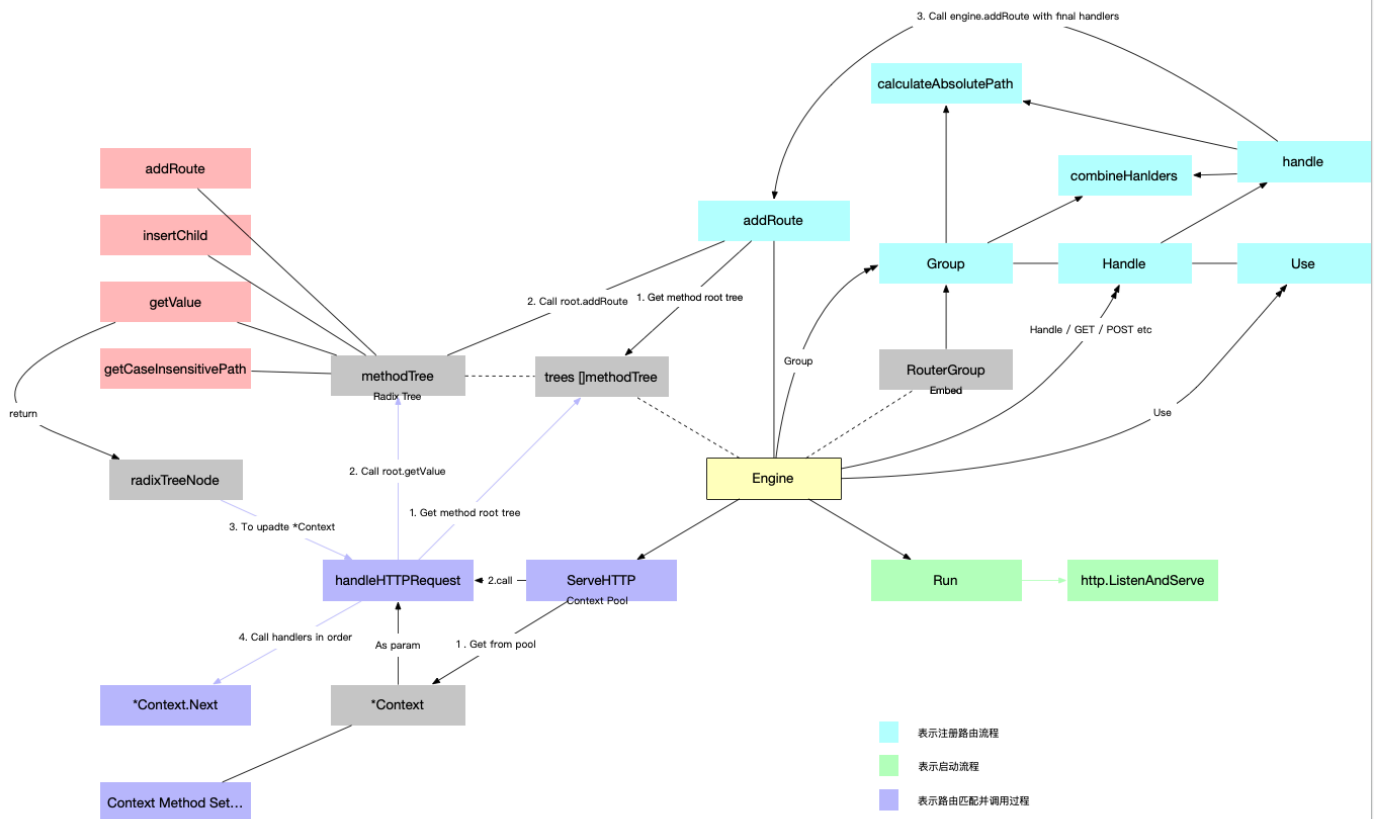 3. Call engine.addRoute with final handlers
calculateAbsolutePath
addRoute
handle
combineHanlders
insertChild
addRoute
Group
Handle
Use
getValue
2. Call root.addRoute
1. Get method root tree
Handle / GET / POST etc
getCaseInsensitivePath
methodTree
Radix Tree
trees []methodTree
Group
RouterGroup
Embed
return
Use
2. Call root.getValue
radixTreeNode
Engine
1. Get method root tree
3. To upadte *Context
handleHTTPRequest
2.call
ServeHTTP
Context Pool
Run
http.ListenAndServe
4. Call handlers in order
As param
1 . Get from pool
*Context.Next
*Context
表示注册路由流程
表示启动流程
Context Method Set...
表示路由匹配并调用过程